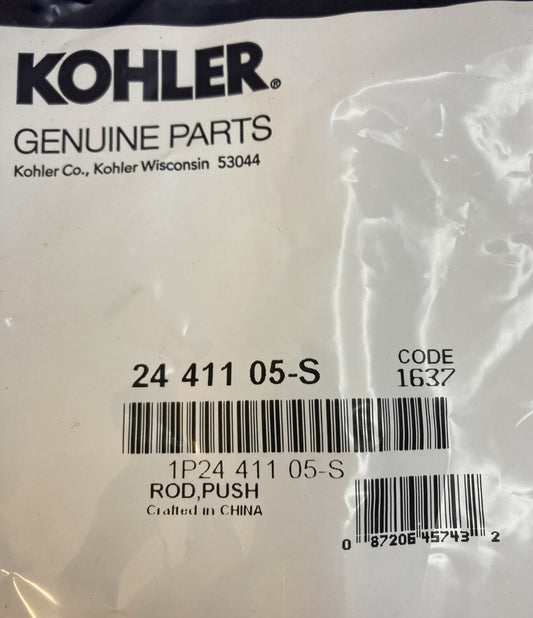 KOHLER®
GENUINE PARTS
Kohler Co., Kohler Wisconsin 53044
24 411 05-S
CODE
1637
1P24 411 05-S
ROD,PUSH
Crafted in CHINA
0 87206 45743 2